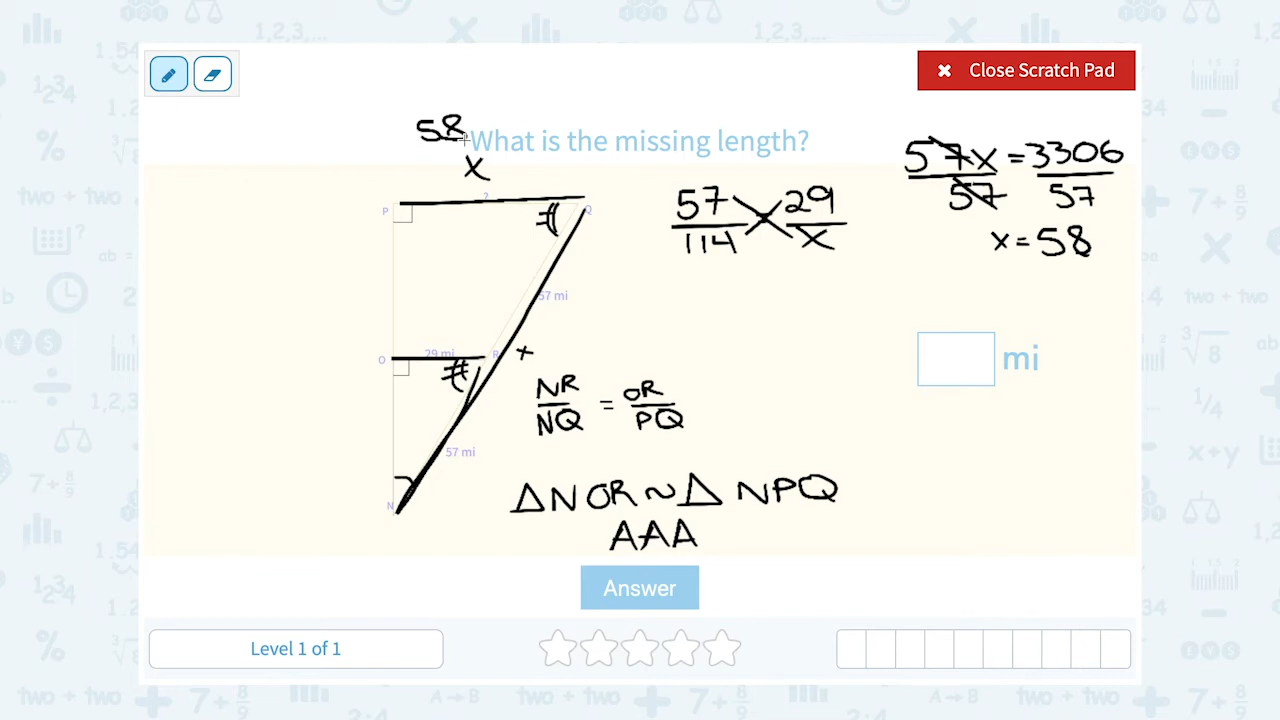 Close Scratch Pad
58
What is the missing length?
x
57x = 3306
57 57
x = 58
57 29
114 x
P
?
Q
57 mi
O
29 mi
R
x
NR = OR
NQ PQ
57 mi
N
△NOR ~ △NPQ
AAA
mi
Answer
Level 1 of 1